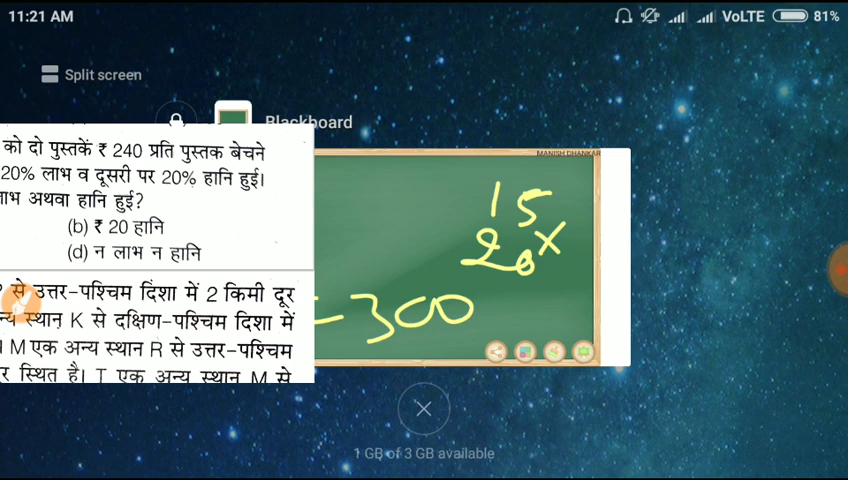 11:21 AM
VoLTE
81%
Split screen
Blackboard
को दो पुस्तकें ₹ 240 प्रति पुस्तक बेचने
20% लाभ व दूसरी पर 20% हानि हुई।
लाभ अथवा हानि हुई?
(b) ₹ 20 हानि
(d) न लाभ न हानि
से उत्तर-पश्चिम दिशा में 2 किमी दूर
न्य स्थान K से दक्षिण-पश्चिम दिशा में
M एक अन्य स्थान R से उत्तर-पश्चिम
र स्थित है। T एक अन्य स्थान M से
MANISH DHANKAR
15
20 X
- 300
1 GB of 3 GB available